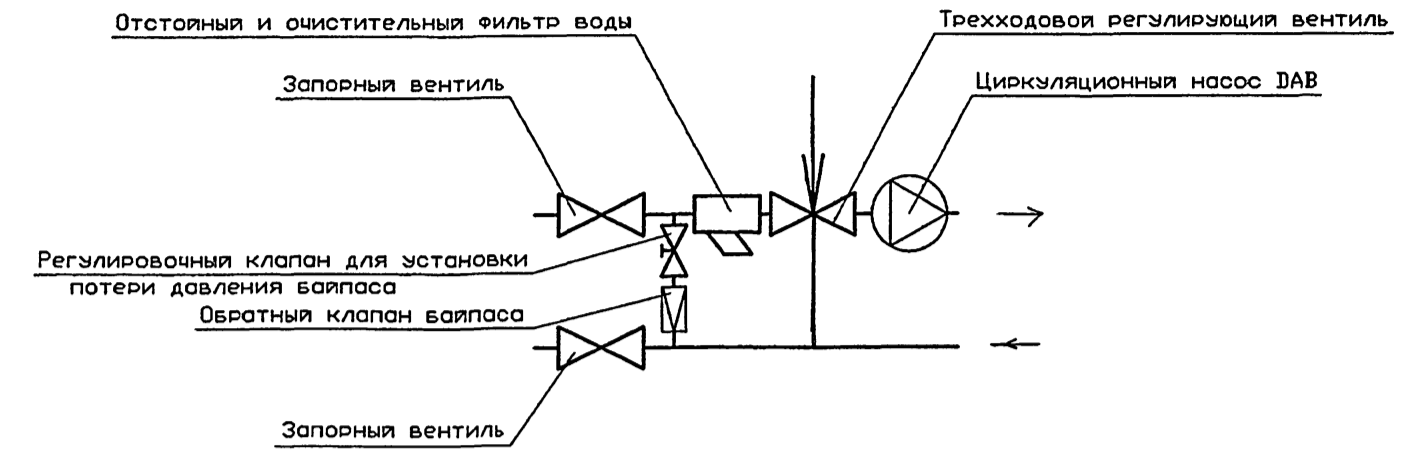 Отстойный и очистительный фильтр воды
Трехходовой регулирующий вентиль
Запорный вентиль
Циркуляционный насос DAB
Регулировочный клапан для установки
потери давления байпаса
Обратный клапан байпаса
Запорный вентиль